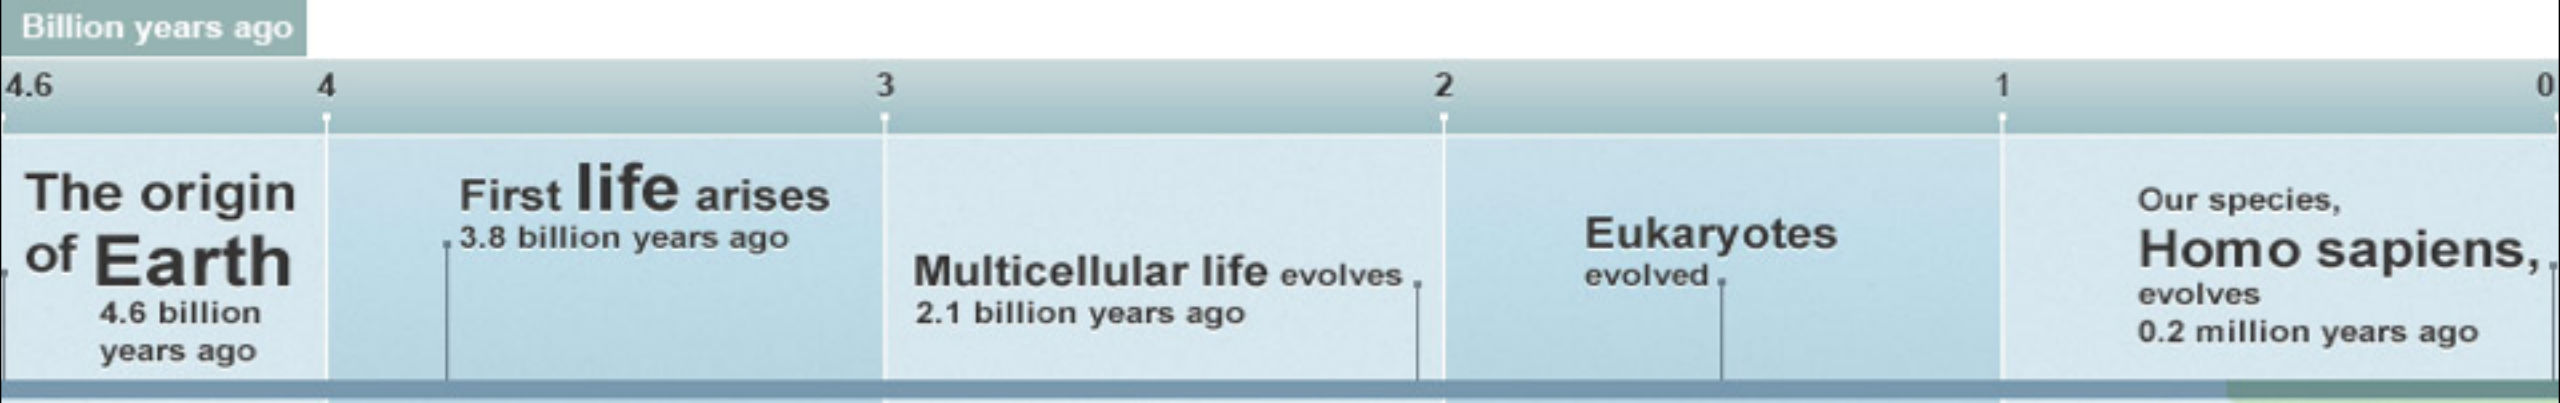 Billion years ago
4.6 4 3 2 1 0
The origin
of Earth
4.6 billion
years ago
First life arises
3.8 billion years ago
Multicellular life evolves
2.1 billion years ago
Eukaryotes
evolved
Our species,
Homo sapiens,
evolves
0.2 million years ago